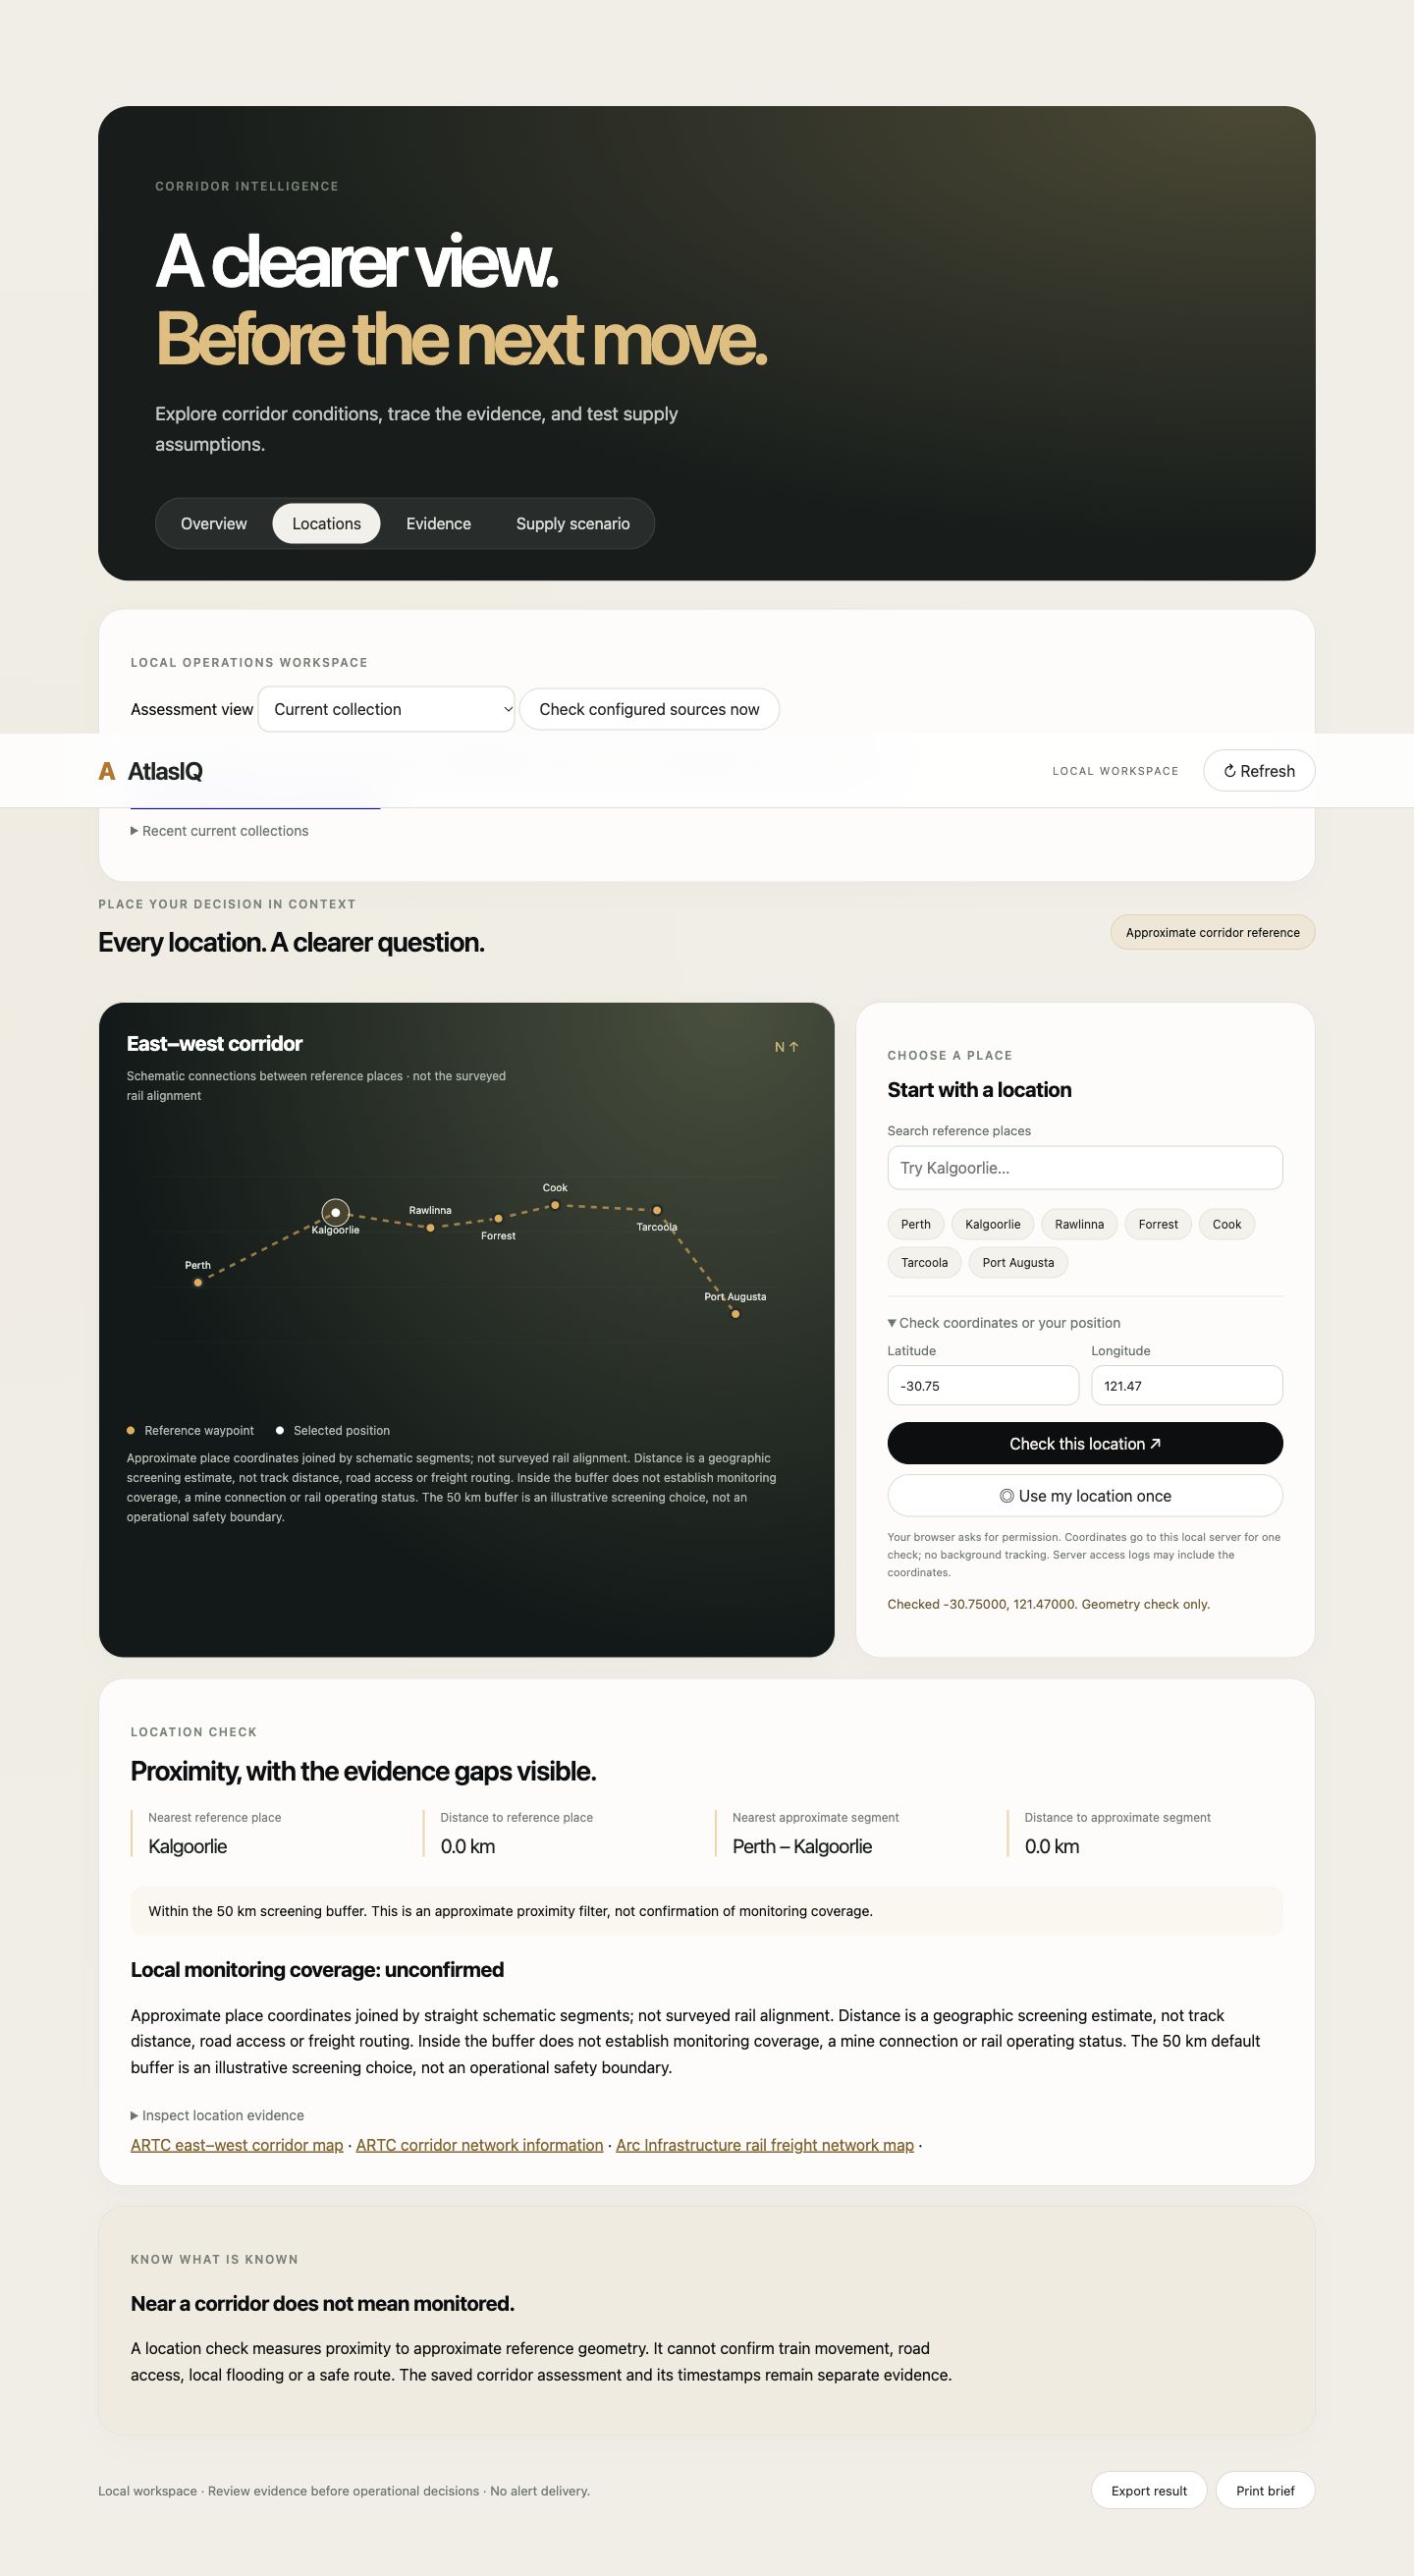 CORRIDOR INTELLIGENCE
A clearer view.
Before the next move.
Explore corridor conditions, trace the evidence, and test supply
assumptions.
Overview Locations Evidence Supply scenario
LOCAL OPERATIONS WORKSPACE
Assessment view Current collection Check configured sources now
A AtlasIQ LOCAL WORKSPACE ↻ Refresh
▶ Recent current collections
PLACE YOUR DECISION IN CONTEXT
Every location. A clearer question.
Approximate corridor reference
East–west corridor
N ↑
Schematic connections between reference places · not the surveyed
rail alignment
Cook
Rawlinna
Kalgoorlie
Tarcoola
Forrest
Perth
Port Augusta
Reference waypoint Selected position
Approximate place coordinates joined by schematic segments; not surveyed rail alignment. Distance is a geographic
screening estimate, not track distance, road access or freight routing. Inside the buffer does not establish monitoring
coverage, a mine connection or rail operating status. The 50 km buffer is an illustrative screening choice, not an
operational safety boundary.
CHOOSE A PLACE
Start with a location
Search reference places
Try Kalgoorlie...
Perth Kalgoorlie Rawlinna Forrest Cook
Tarcoola Port Augusta
▼ Check coordinates or your position
Latitude Longitude
-30.75 121.47
Check this location ↗
◎ Use my location once
Your browser asks for permission. Coordinates go to this local server for one
check; no background tracking. Server access logs may include the
coordinates.
Checked -30.75000, 121.47000. Geometry check only.
LOCATION CHECK
Proximity, with the evidence gaps visible.
Nearest reference place Distance to reference place Nearest approximate segment Distance to approximate segment
Kalgoorlie 0.0 km Perth – Kalgoorlie 0.0 km
Within the 50 km screening buffer. This is an approximate proximity filter, not confirmation of monitoring coverage.
Local monitoring coverage: unconfirmed
Approximate place coordinates joined by straight schematic segments; not surveyed rail alignment. Distance is a geographic screening estimate, not track
distance, road access or freight routing. Inside the buffer does not establish monitoring coverage, a mine connection or rail operating status. The 50 km default
buffer is an illustrative screening choice, not an operational safety boundary.
▶ Inspect location evidence
ARTC east–west corridor map · ARTC corridor network information · Arc Infrastructure rail freight network map ·
KNOW WHAT IS KNOWN
Near a corridor does not mean monitored.
A location check measures proximity to approximate reference geometry. It cannot confirm train movement, road
access, local flooding or a safe route. The saved corridor assessment and its timestamps remain separate evidence.
Local workspace · Review evidence before operational decisions · No alert delivery.
Export result Print brief